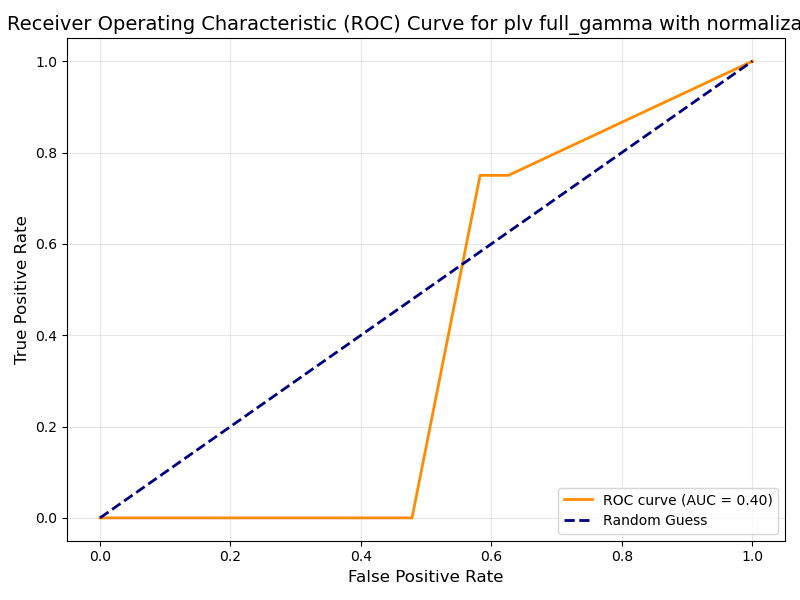 Receiver Operating Characteristic (ROC) Curve for plv full_gamma with normaliza
1.0
0.8
0.6
0.4
0.2
0.0
True Positive Rate
0.0 0.2 0.4 0.6 0.8 1.0
False Positive Rate
ROC curve (AUC = 0.40)
Random Guess